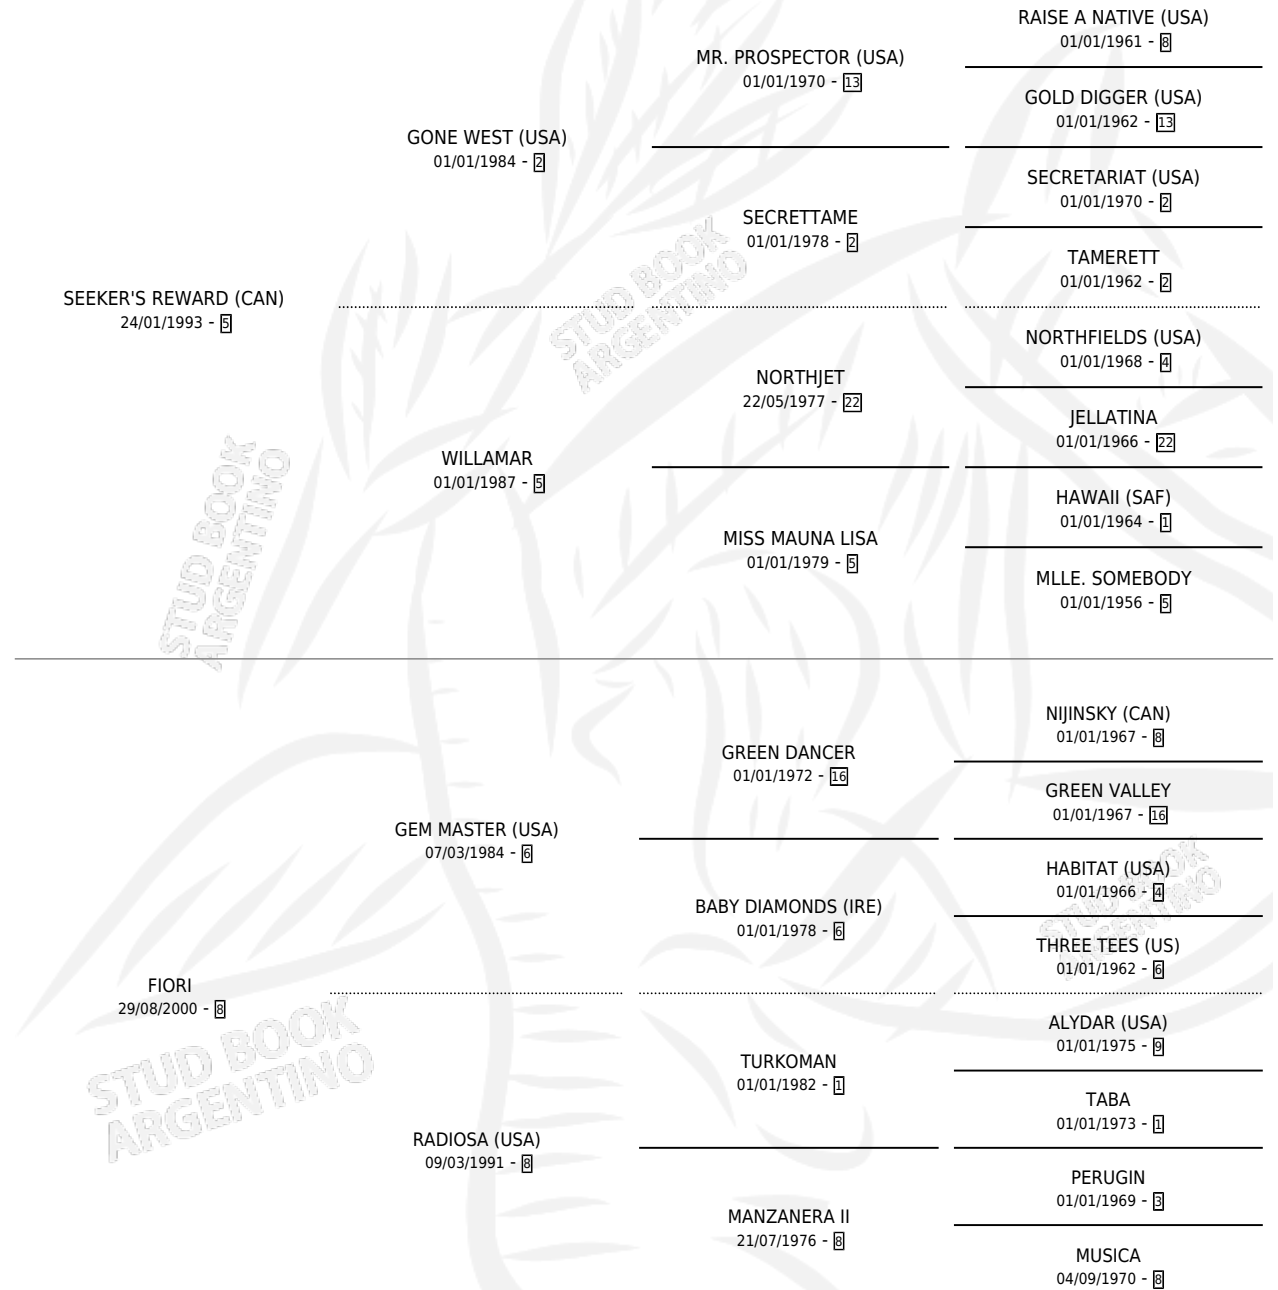 RAISE A NATIVE (USA)
01/01/1961 - 8
MR. PROSPECTOR (USA)
01/01/1970 - 13
GOLD DIGGER (USA)
01/01/1962 - 13
GONE WEST (USA)
01/01/1984 - 2
SECRETARIAT (USA)
01/01/1970 - 2
SECRETTAME
01/01/1978 - 2
TAMERETT
01/01/1962 - 2
SEEKER'S REWARD (CAN)
24/01/1993 - 5
NORTHFIELDS (USA)
01/01/1968 - 4
NORTHJET
22/05/1977 - 22
JELLATINA
01/01/1966 - 22
WILLAMAR
01/01/1987 - 5
HAWAII (SAF)
01/01/1964 - 1
MISS MAUNA LISA
01/01/1979 - 5
MLLE. SOMEBODY
01/01/1956 - 5
NIJINSKY (CAN)
01/01/1967 - 8
GREEN DANCER
01/01/1972 - 16
GREEN VALLEY
01/01/1967 - 16
GEM MASTER (USA)
07/03/1984 - 6
HABITAT (USA)
01/01/1966 - 4
BABY DIAMONDS (IRE)
01/01/1978 - 6
THREE TEES (US)
01/01/1962 - 6
FIORI
29/08/2000 - 8
ALYDAR (USA)
01/01/1975 - 9
TURKOMAN
01/01/1982 - 1
TABA
01/01/1973 - 1
RADIOSA (USA)
09/03/1991 - 8
PERUGIN
01/01/1969 - 3
MANZANERA II
21/07/1976 - 8
MUSICA
04/09/1970 - 8
STUD BOOK
ARGENTINO
STUD BOOK
ARGENTINO
STUD BOOK
ARGENTINO
STUD BOOK
ARGENTINO